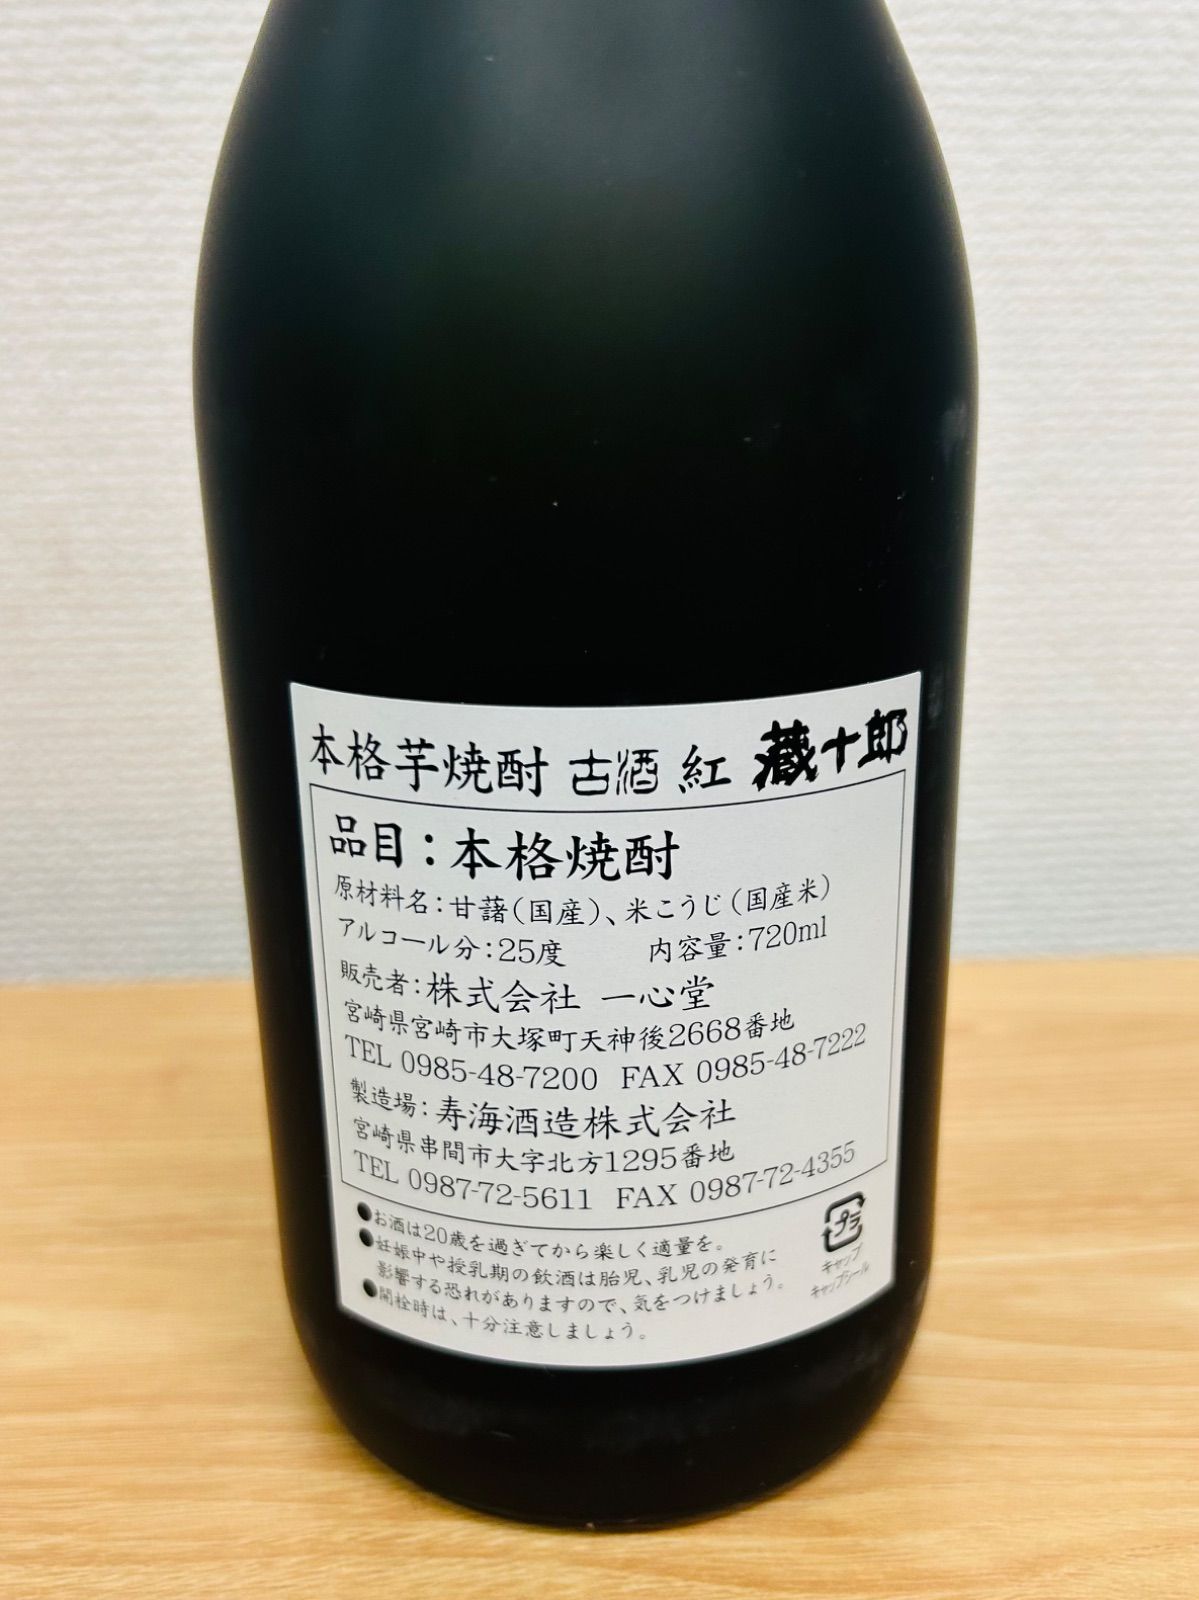 本格芋焼酎 古酒 紅 蔵十郎
品目：本格焼酎
原材料名：甘藷（国産）、米こうじ（国産米）
アルコール分：25度 内容量：720ml
販売者：株式会社 一心堂
宮崎県宮崎市大塚町天神後2668番地
TEL 0985-48-7200 FAX 0985-48-7222
製造場：寿海酒造株式会社
宮崎県串間市大字北方1295番地
TEL 0987-72-5611 FAX 0987-72-4355
●お酒は20歳を過ぎてから楽しく適量を。
●妊娠中や授乳期の飲酒は胎児、乳児の発育に
影響する恐れがありますので、気をつけましょう。
●開栓時は、十分注意しましょう。
プラ
キャップ
キャップシール